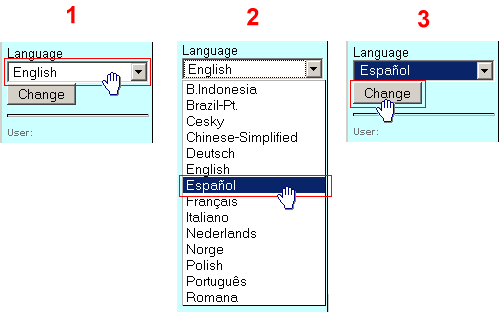 1
Language
English
Change
User:
2
Language
English
B.Indonesia
Brazil-Pt.
Cesky
Chinese-Simplified
Deutsch
English
Español
Français
Italiano
Nederlands
Norge
Polish
Português
Romana
3
Language
Español
Change
User: